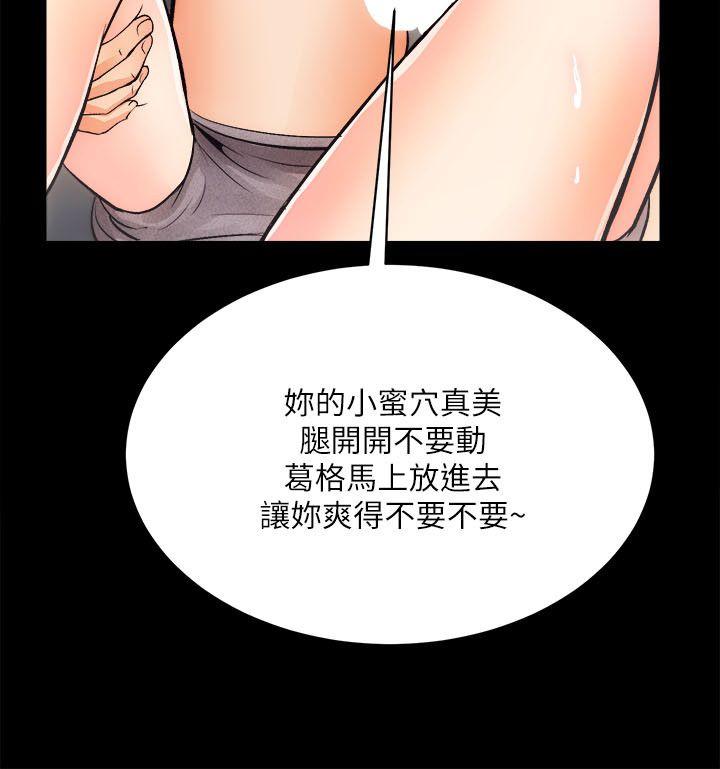 妳的小蜜穴真美
腿開開不要動
葛格馬上放進去
讓妳爽得不要不要~